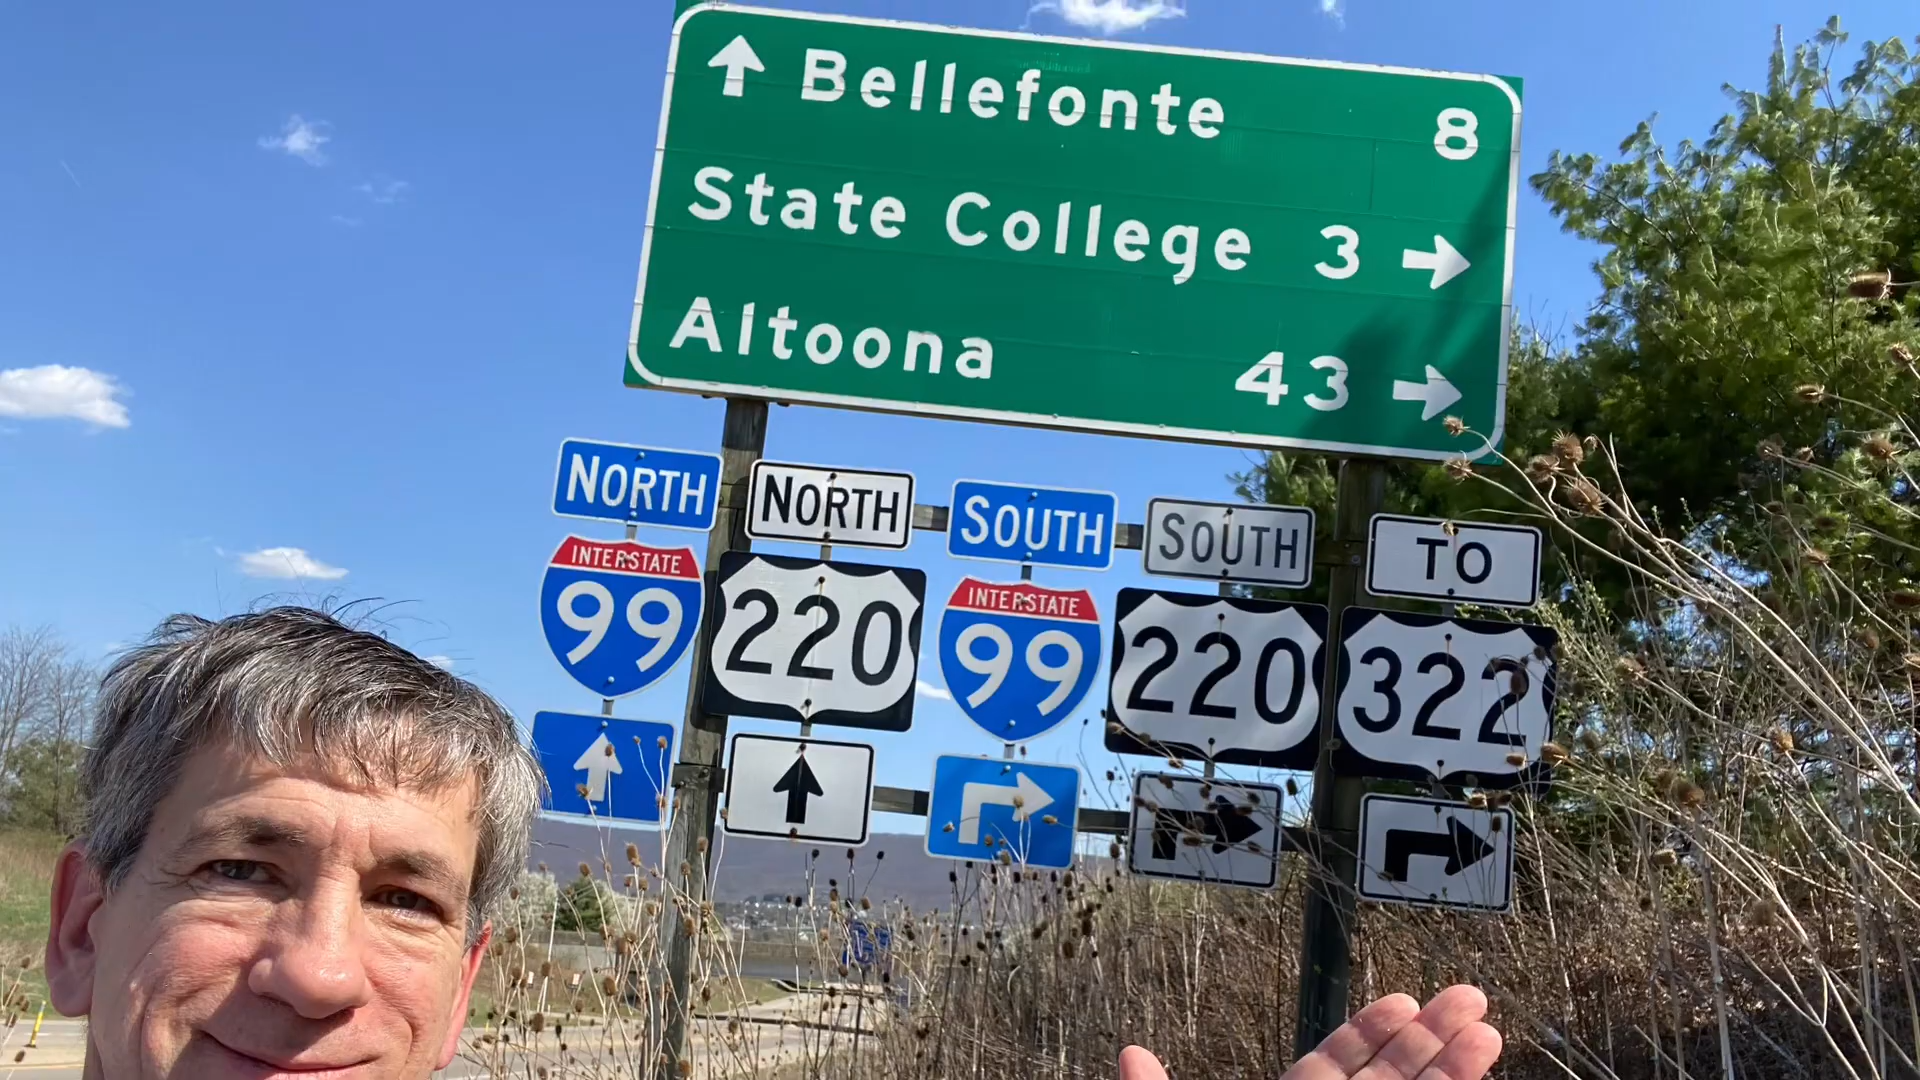 Bellefonte 8
State College 3
Altoona 43
NORTH NORTH SOUTH SOUTH TO
INTERSTATE 99 220 INTERSTATE 99 220 322